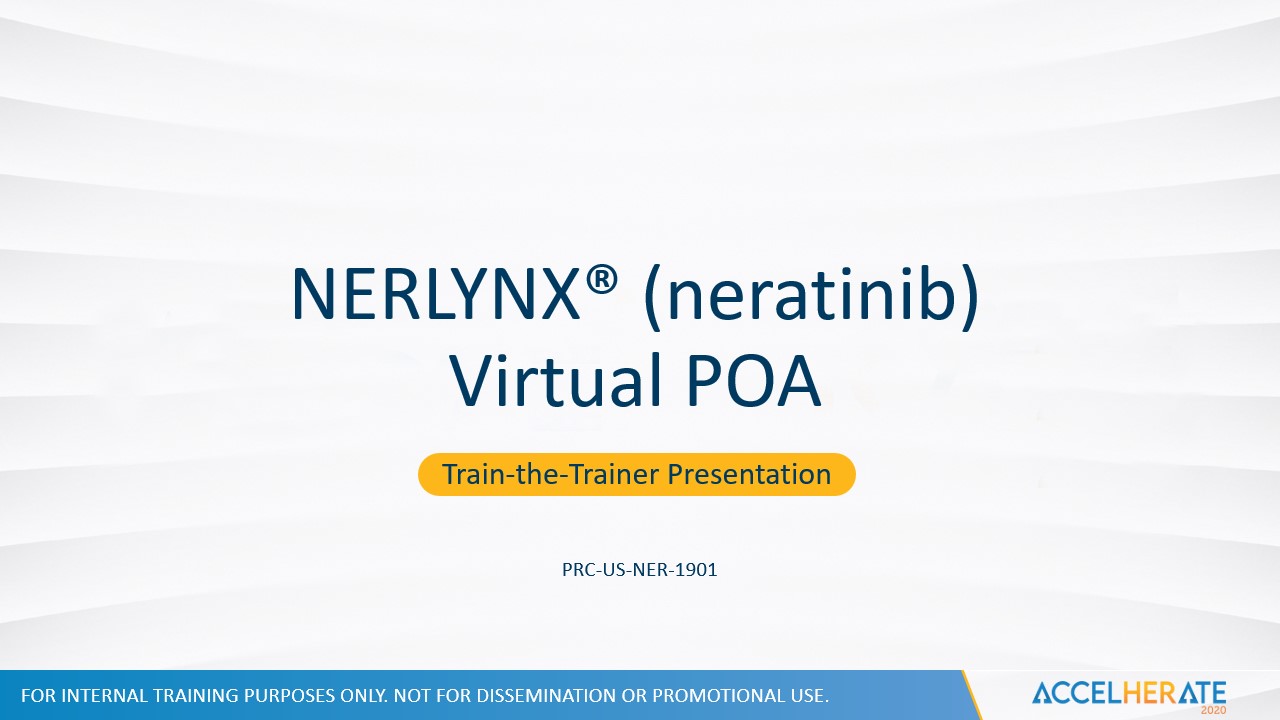 NERLYNX® (neratinib)
Virtual POA
Train-the-Trainer Presentation
PRC-US-NER-1901
FOR INTERNAL TRAINING PURPOSES ONLY. NOT FOR DISSEMINATION OR PROMOTIONAL USE.
ACCELHERATE
2020